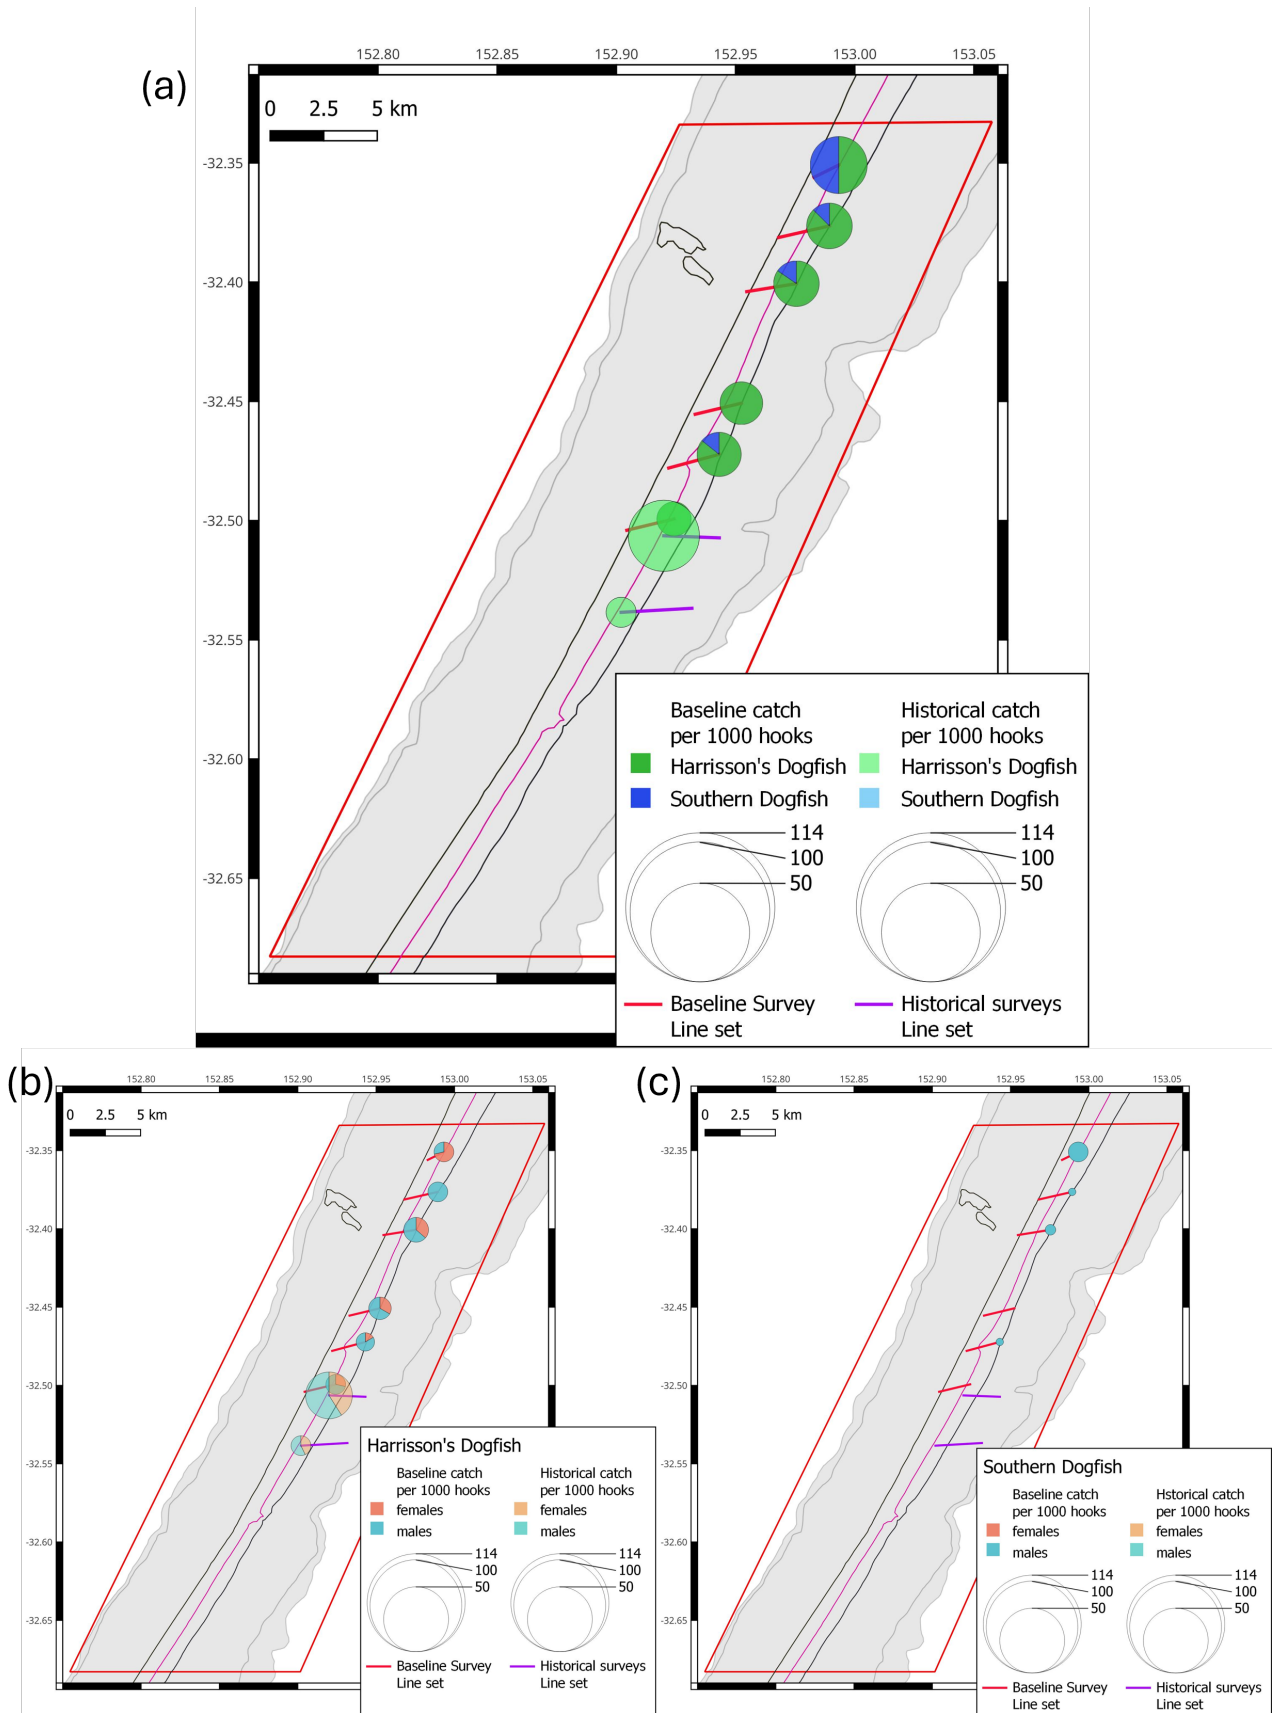 (a)
152.80 152.85 152.90 152.95 153.00 153.05
0 2.5 5 km
-32.35
-32.40
-32.45
-32.50
-32.55
-32.60
-32.65
Baseline catch
per 1000 hooks
Harrisson's Dogfish
Southern Dogfish
114
100
50
Baseline Survey
Line set
Historical catch
per 1000 hooks
Harrisson's Dogfish
Southern Dogfish
114
100
50
Historical surveys
Line set
(b)
152.80 152.85 152.90 152.95 153.00 153.05
0 2.5 5 km
-32.35
-32.40
-32.45
-32.50
-32.55
-32.60
-32.65
Harrisson's Dogfish
Baseline catch
per 1000 hooks
females
males
114
100
50
Baseline Survey
Line set
Historical catch
per 1000 hooks
females
males
114
100
50
Historical surveys
Line set
(c)
152.80 152.85 152.90 152.95 153.00 153.05
0 2.5 5 km
-32.35
-32.40
-32.45
-32.50
-32.55
-32.60
-32.65
Southern Dogfish
Baseline catch
per 1000 hooks
females
males
114
100
50
Baseline Survey
Line set
Hstorical catch
per 1000 hooks
females
males
114
100
50
Historical surveys
Line set